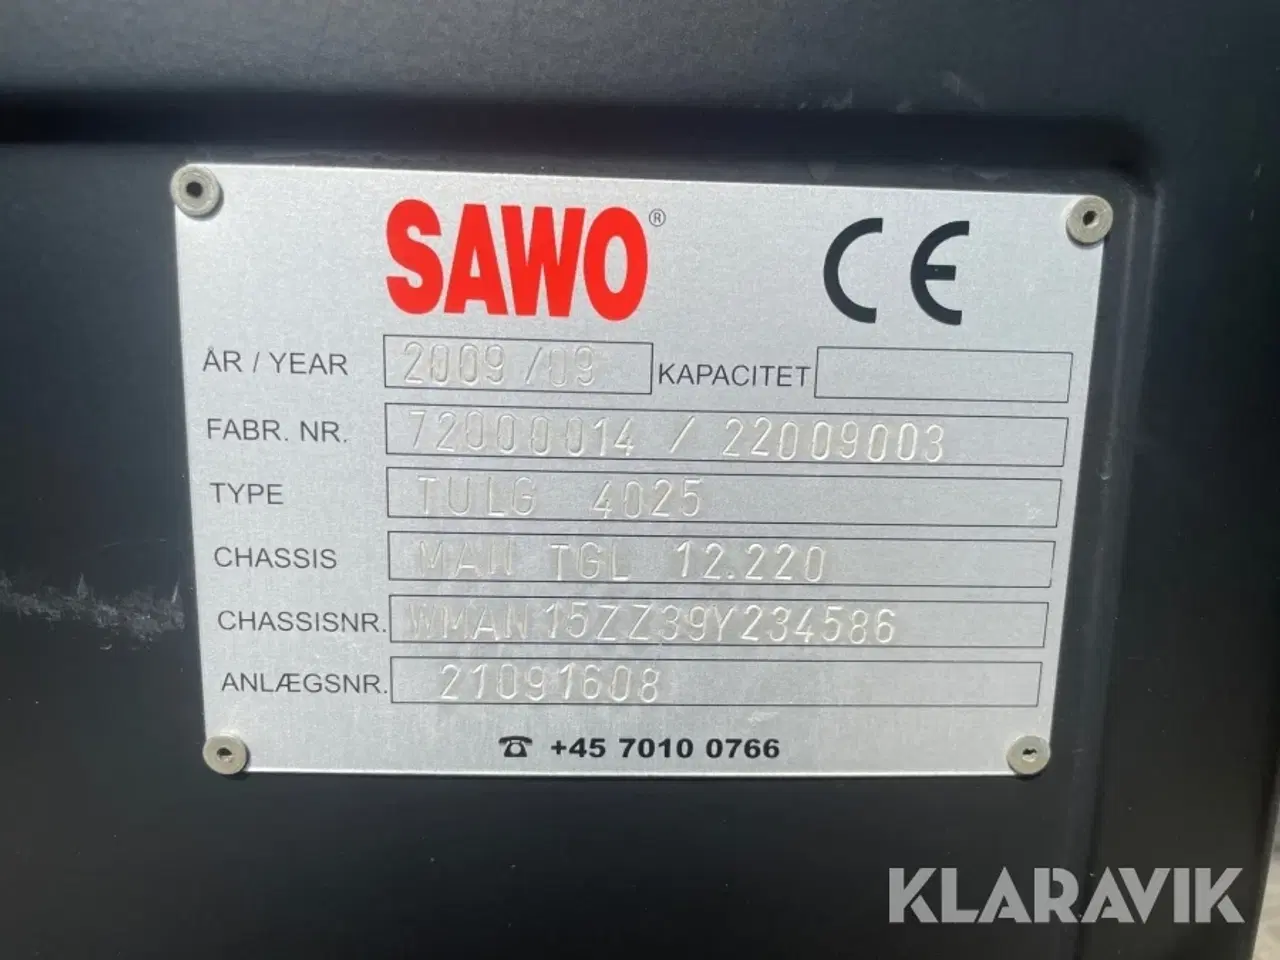 SAWO® CE
ÅR / YEAR 2009/09 KAPACITET
FABR. NR. 72000014 / 22009003
TYPE TULG 4025
CHASSIS MAN TGL 12.220
CHASSISNR. WMAN15ZZ39Y234586
ANLÆGSNR. 21091608
☎ +45 7010 0766
KLARAVIK